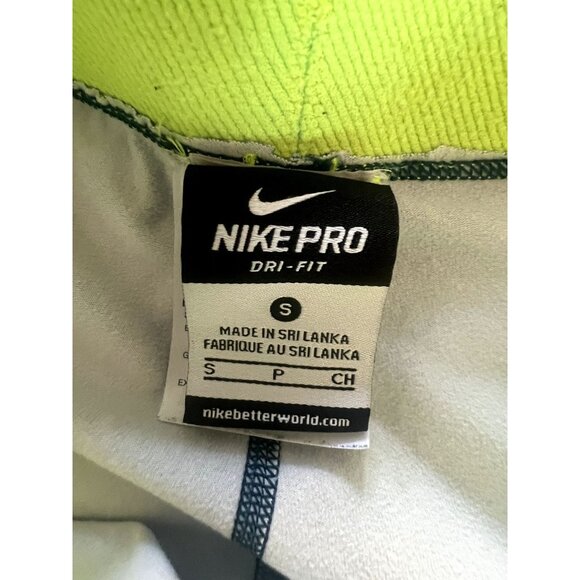 NIKE PRO
DRI-FIT
S
MADE IN SRI LANKA
FABRIQUE AU SRI LANKA
S P CH
nikebetterworld.com